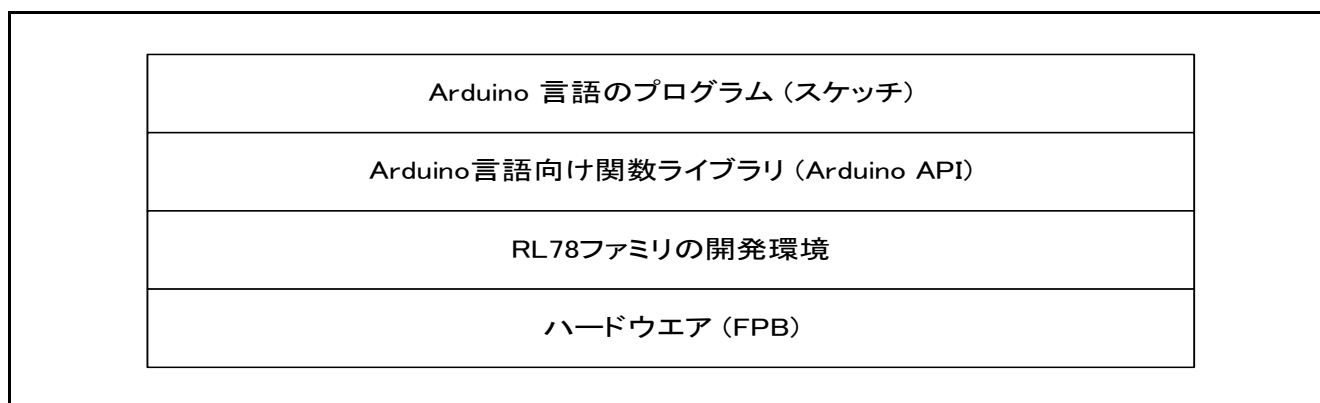 Arduino 言語のプログラム（スケッチ）
Arduino言語向け関数ライブラリ（Arduino API）
RL78ファミリの開発環境
ハードウエア（FPB）